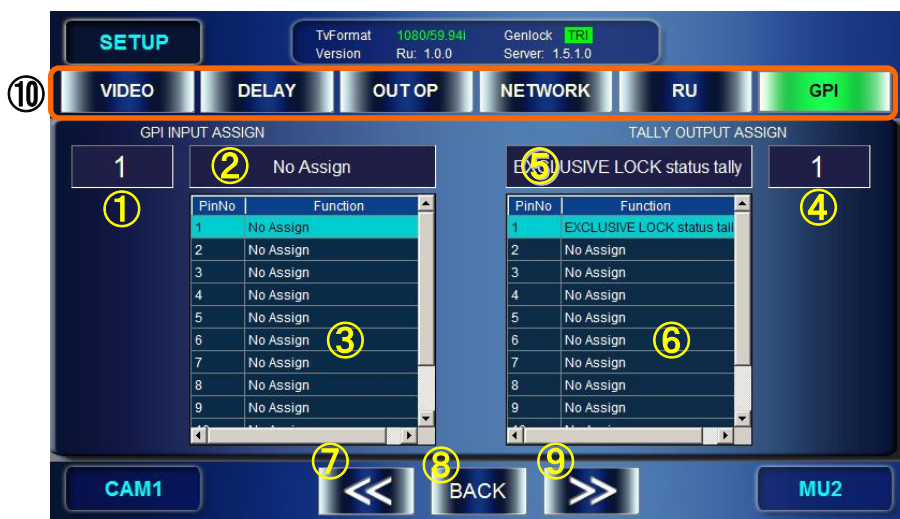 SETUP
TvFormat 1080/59.94i Genlock TRI
Version Ru: 1.0.0 Server: 1.5.1.0
⑩ VIDEO DELAY OUT OP NETWORK RU GPI
GPI INPUT ASSIGN TALLY OUTPUT ASSIGN
1 ② No Assign ⑤ EXCLUSIVE LOCK status tally 1
① ④
PinNo Function PinNo Function
1 No Assign 1 EXCLUSIVE LOCK status tall
2 No Assign 2 No Assign
3 No Assign 3 No Assign
4 No Assign 4 No Assign
5 No Assign 5 No Assign
6 No Assign ③ 6 No Assign ⑥
7 No Assign 7 No Assign
8 No Assign 8 No Assign
9 No Assign 9 No Assign
⑦ ⑧ ⑨
CAM1 << BACK >> MU2